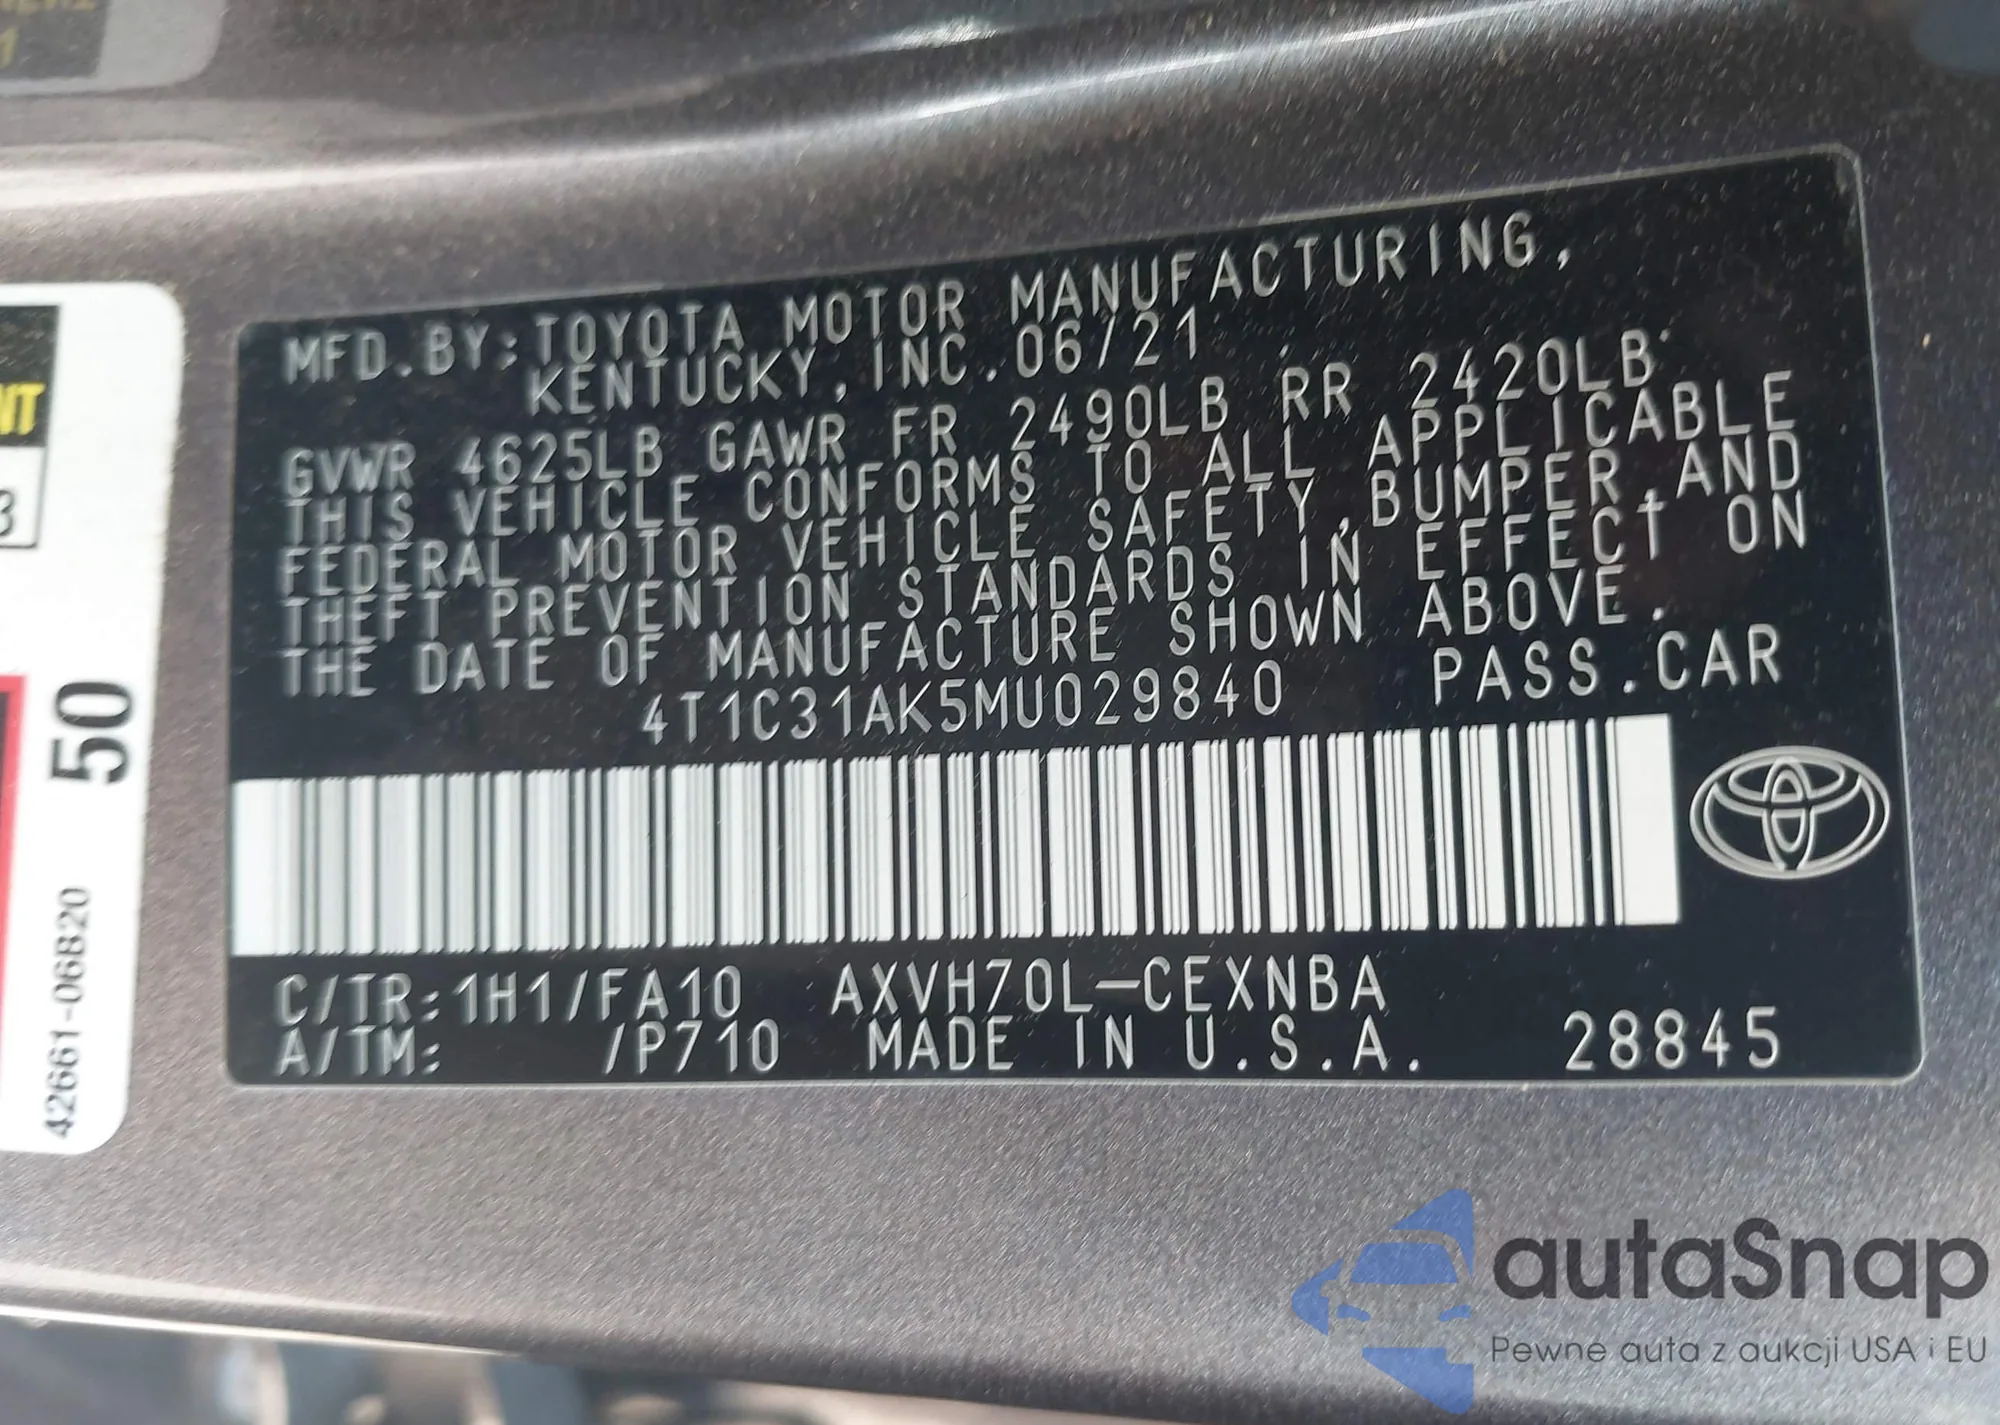 NT
3
50
42661-06B20
MFD.BY:TOYOTA MOTOR MANUFACTURING,
KENTUCKY,INC.06/21
GVWR 4625LB GAWR FR 2490LB RR 2420LB
THIS VEHICLE CONFORMS TO ALL APPLICABLE
FEDERAL MOTOR VEHICLE SAFETY,BUMPER,AND
THEFT PREVENTION STANDARDS IN EFFECT ON
THE DATE OF MANUFACTURE SHOWN ABOVE.
4T1C31AK5MU029840 PASS.CAR
C/TR:1H1/FA10 AXVH70L-CEXNBA
A/TM: /P710 MADE IN U.S.A. 28845
autaSnap
Pewne auta z aukcji USA i EU